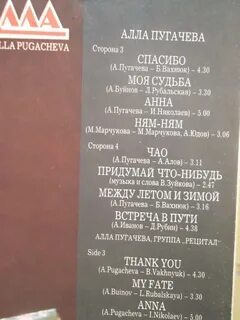 ALLA PUGACHEVA
АЛЛА ПУГАЧЕВА
Сторона 3
СПАСИБО
(А.Пугачева – Б.Вахнюк) – 4.30
МОЯ СУДЬБА
(А.Буйнов – Л.Рубальская) – 3.30
АННА
(А.Пугачева – И.Николаев) – 5.00
НЯМ-НЯМ
(М.Марчукова – М.Марчукова, А.Юдов) – 3.06
Сторона 4
ЧАО
(А.Пугачева – А.Алов) – 3.11
ПРИДУМАЙ ЧТО-НИБУДЬ
(музыка и слова В.Зуйкова) – 2.47
МЕЖДУ ЛЕТОМ И ЗИМОЙ
(А.Пугачева – Б.Вахнюк) – 3.16
ВСТРЕЧА В ПУТИ
(А.Иванов – Д.Рубин) – 4.38
АЛЛА ПУГАЧЕВА, ГРУППА „РЕЦИТАЛ"
Side 3
THANK YOU
(A.Pugacheva – B.Vakhnyuk) – 4.30
MY FATE
(A.Buinov – L.Rubalskaya) – 3.30
ANNA
(A.Pugacheva – I.Nikolaev) – 5.00